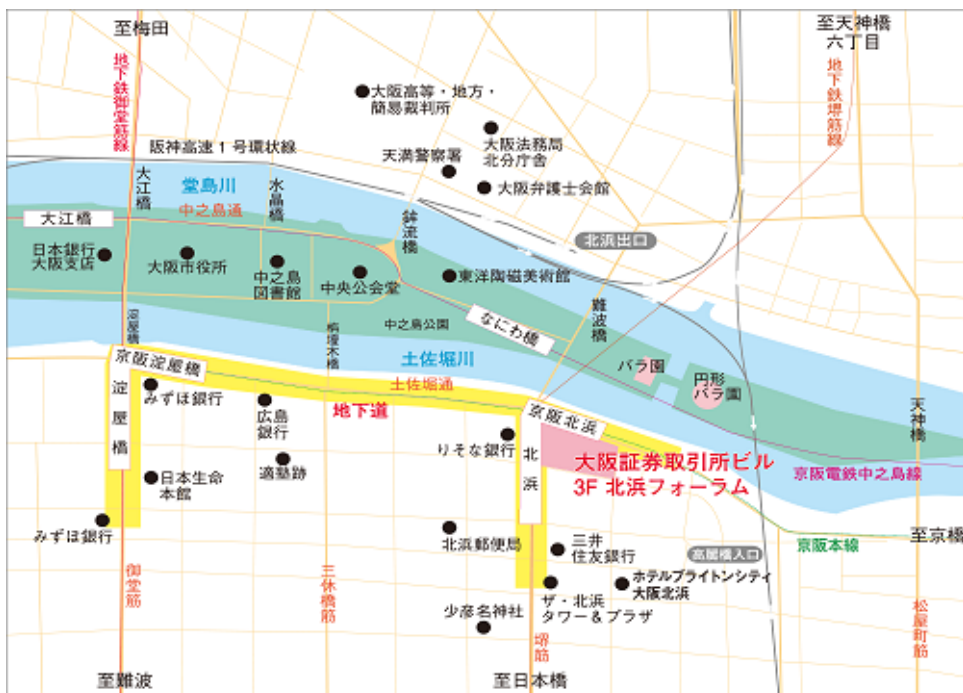 至梅田
至天神橋
六丁目
地下鉄御堂筋線
地下鉄堺筋線
大阪高等・地方・
簡易裁判所
大阪法務局
北分庁舎
阪神高速1号環状線
天満警察署
大阪弁護士会館
大江橋
堂島川
水晶橋
中之島通
大江橋
鉾流橋
北浜出口
日本銀行
大阪支店
大阪市役所
中之島
図書館
中央公会堂
東洋陶磁美術館
難波橋
淀屋橋
栴檀木橋
中之島公園
なにわ橋
土佐堀川
バラ園
円形
バラ園
天神橋
京阪淀屋橋
土佐堀通
地下道
淀屋橋
みずほ銀行
広島
銀行
京阪北浜
りそな銀行
北浜
適塾跡
大阪証券取引所ビル
3F 北浜フォーラム
京阪電鉄中之島線
日本生命
本館
みずほ銀行
北浜郵便局
三井
住友銀行
高麗橋入口
京阪本線
至京橋
御堂筋
三休橋筋
ホテルブライトンシティ
大阪北浜
ザ・北浜
タワー&プラザ
少彦名神社
堺筋
松屋町筋
至難波
至日本橋